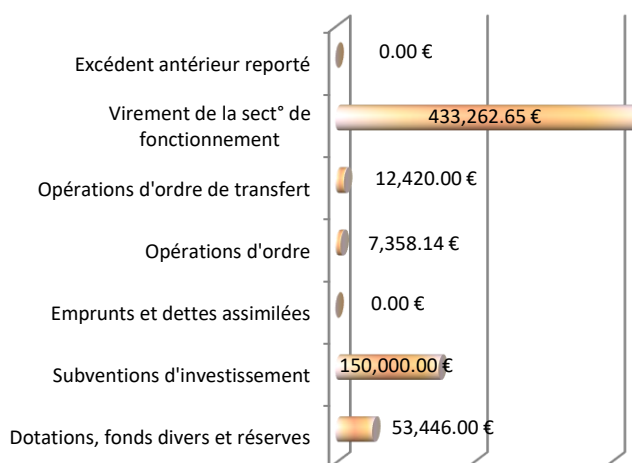 Excédent antérieur reporté
0.00 €
Virement de la sect° de
fonctionnement
433,262.65 €
Opérations d'ordre de transfert
12,420.00 €
Opérations d'ordre
7,358.14 €
Emprunts et dettes assimilées
0.00 €
Subventions d'investissement
150,000.00 €
Dotations, fonds divers et réserves
53,446.00 €